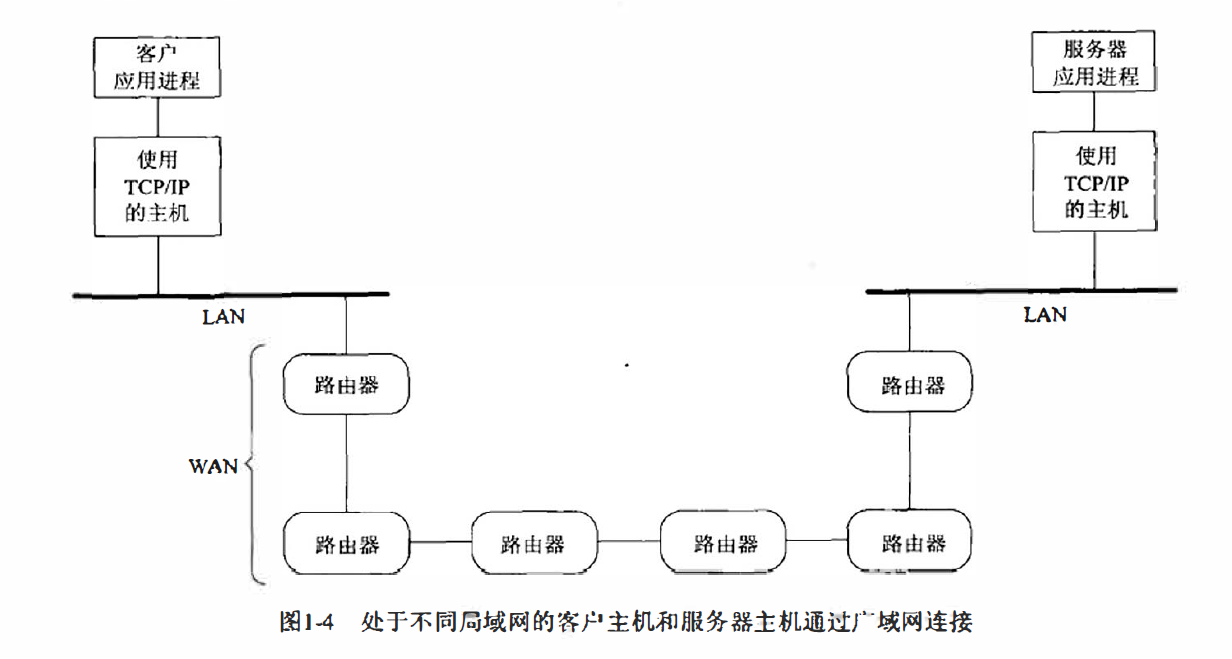 客户
应用进程
服务器
应用进程
使用
TCP/IP
的主机
使用
TCP/IP
的主机
LAN
LAN
路由器
路由器
WAN
路由器
路由器
路由器
路由器
图1-4 处于不同局域网的客户主机和服务器主机通过广域网连接